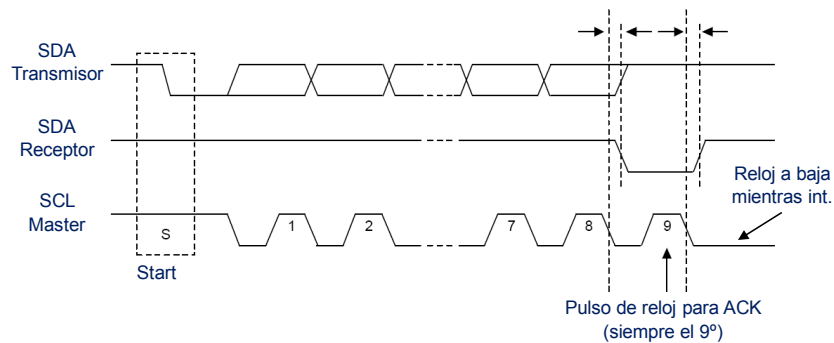 SDA
Transmisor
SDA
Receptor
SCL
Master
S
1
2
7
8
9
Start
Reloj a baja
mientras int.
Pulso de reloj para ACK
(siempre el 9º)